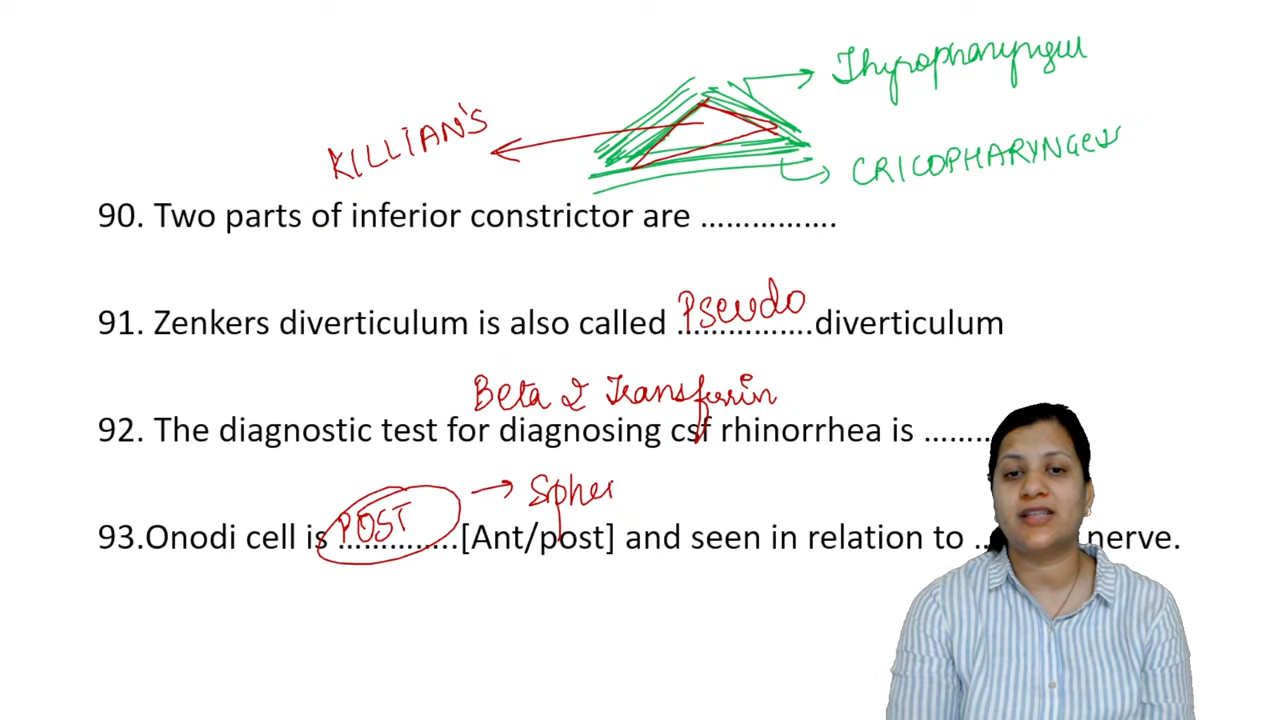 Thyropharyngeu
KILLIAN'S
CRICOPHARYNGeus
90. Two parts of inferior constrictor are ................
Pseudo
91. Zenkers diverticulum is also called ................diverticulum
Beta 2 Transferrin
92. The diagnostic test for diagnosing csf rhinorrhea is ........
→ Sphe
POST
93.Onodi cell is ..............[Ant/post] and seen in relation to .. nerve.